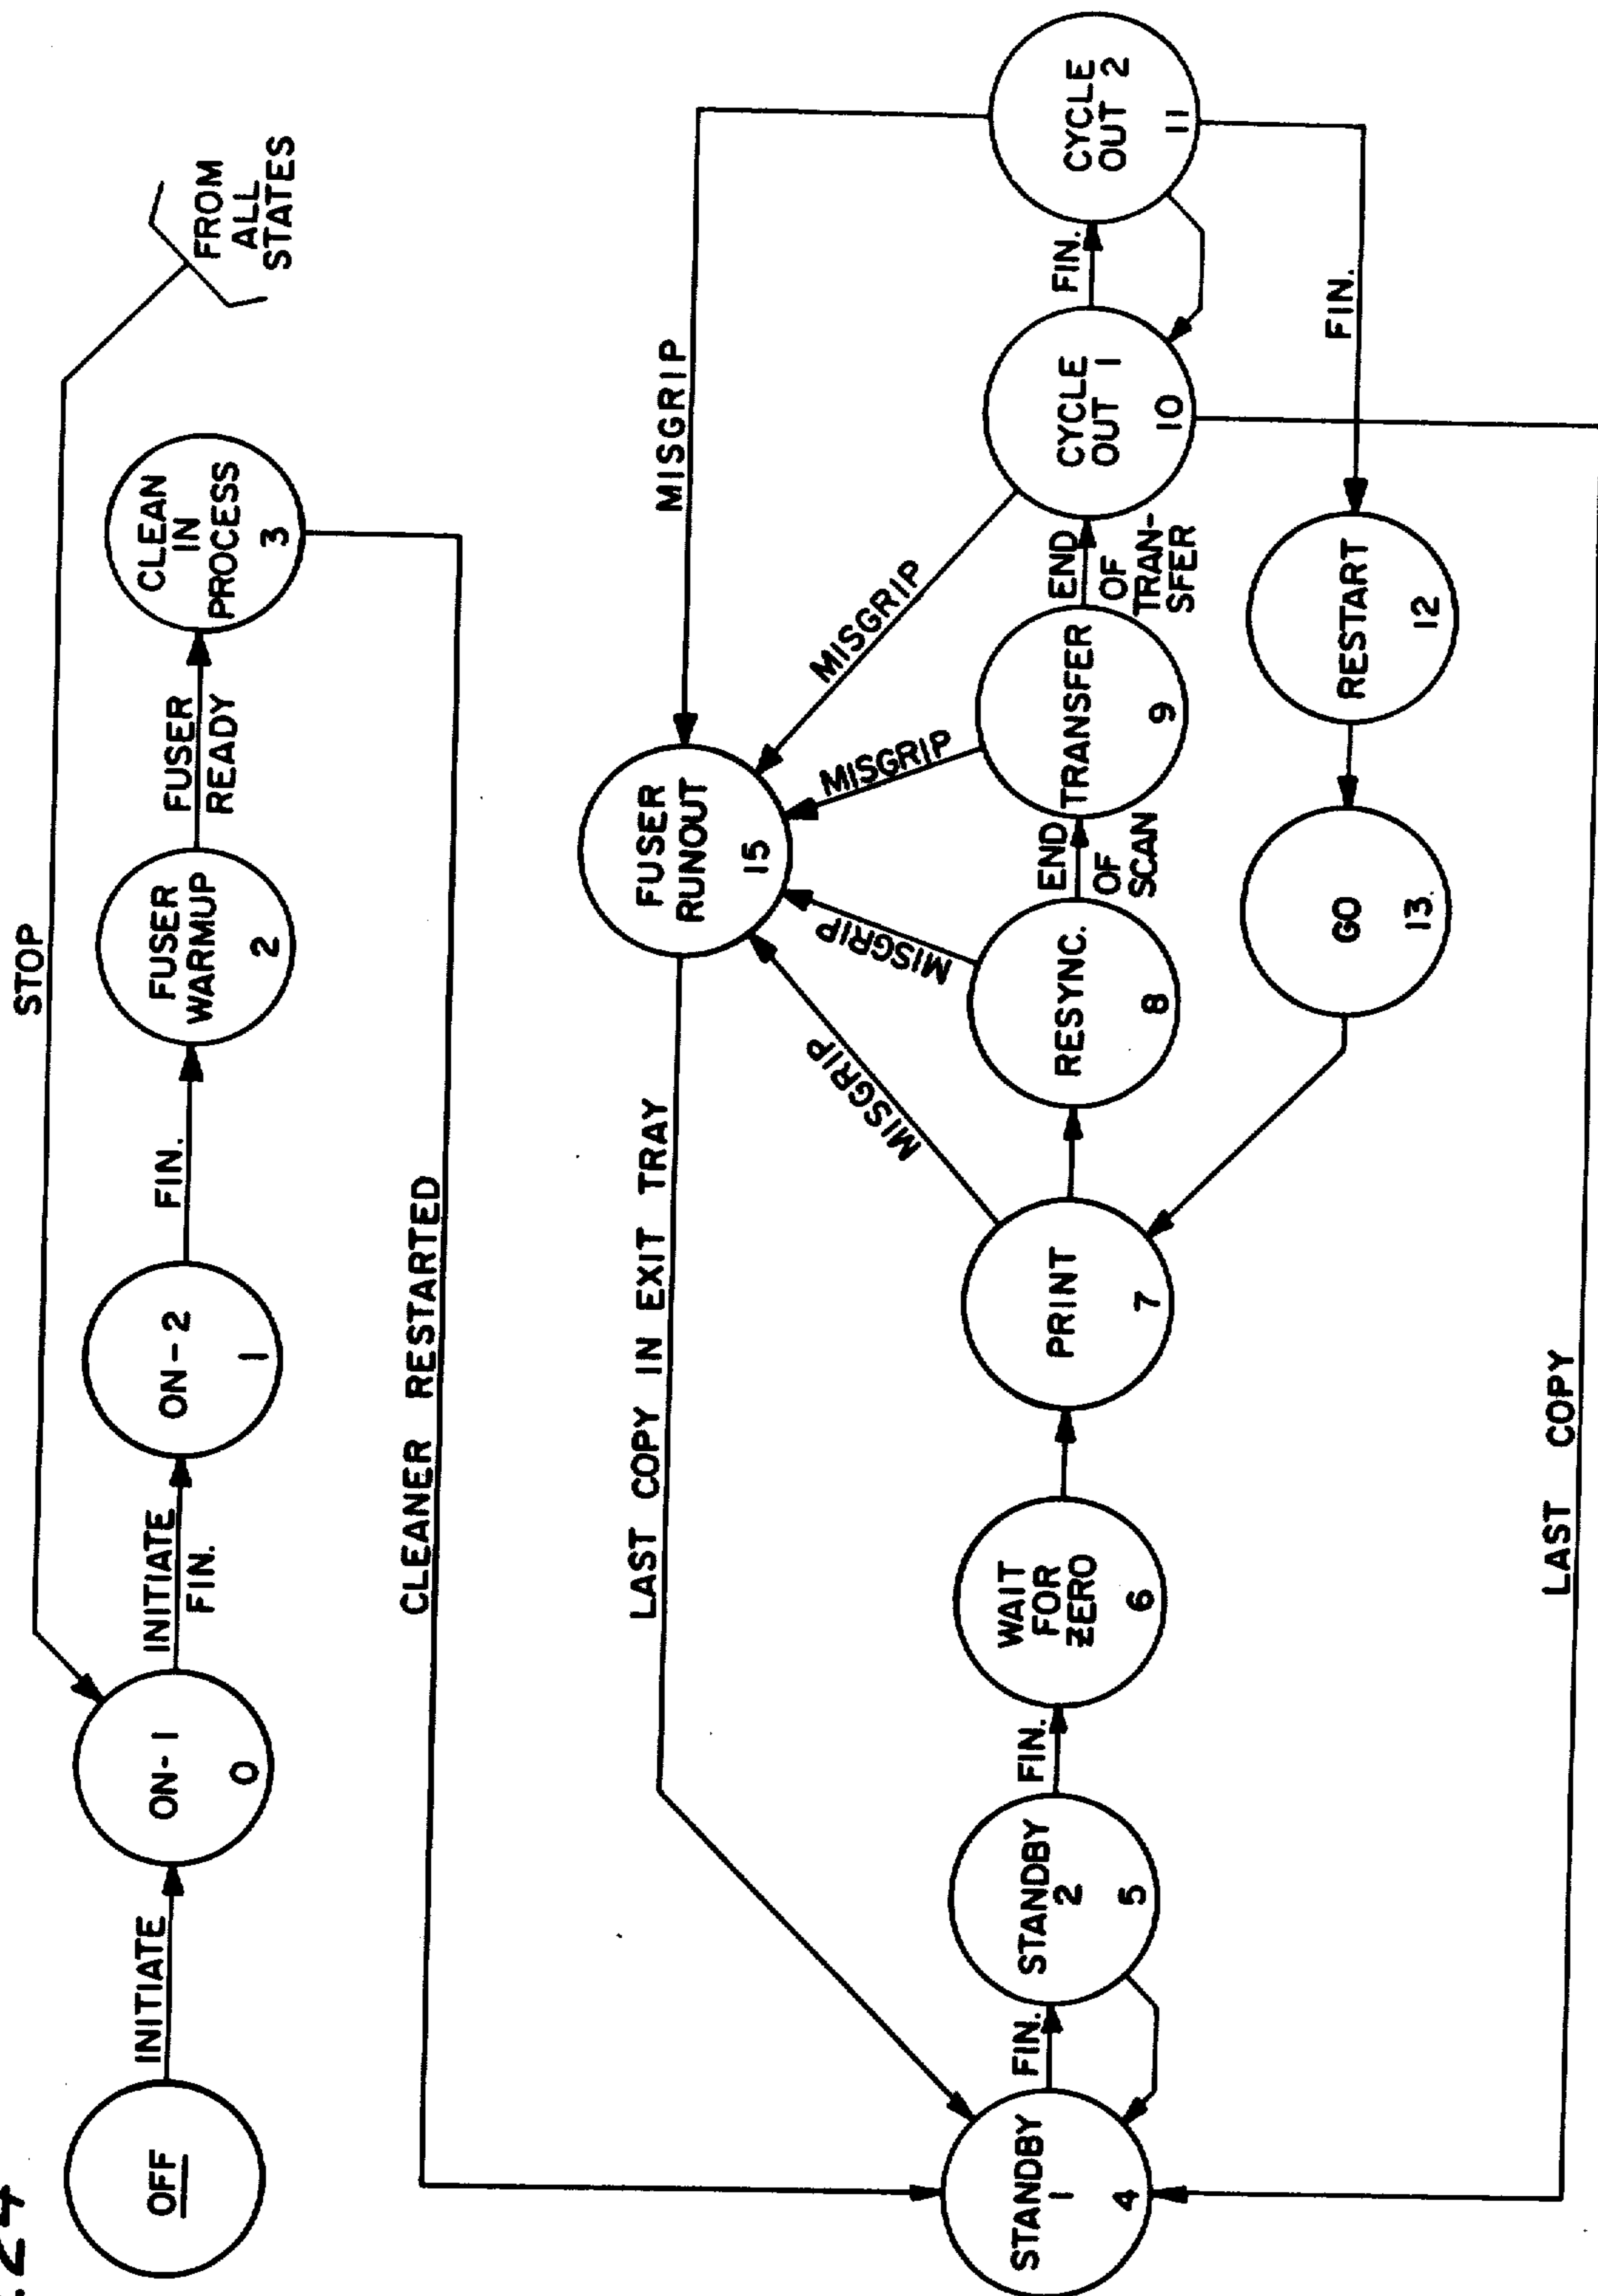 .24
STOP
FROM
ALL
STATES
OFF
INITIATE
ON-1
0
INITIATE
FIN.
ON-2
1
FIN.
FUSER
WARMUP
2
FUSER
READY
CLEAN
IN
PROCESS
3
CLEANER RESTARTED
LAST COPY IN EXIT TRAY
FUSER
RUNOUT
15
MISGRIP
MISGRIP
MISGRIP
MISGRIP
MISGRIP
STANDBY
1
4
FIN.
STANDBY
2
5
FIN.
WAIT
FOR
ZERO
6
PRINT
7
RESYNC.
8
END
OF
SCAN
TRANSFER
9
END
OF
TRAN-
SFER
CYCLE
OUT 1
10
FIN.
CYCLE
OUT 2
11
FIN.
RESTART
12
GO
13
LAST COPY